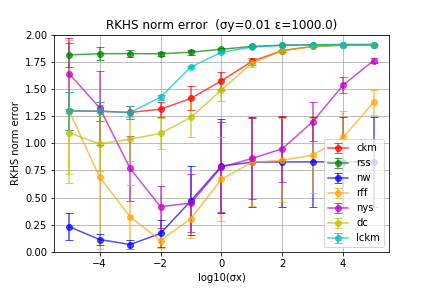 RKHS norm error (σy=0.01 ε=1000.0)
2.00
1.75
1.50
1.25
1.00
0.75
0.50
0.25
0.00
RKHS norm error
−4
−2
0
2
4
log10(σx)
ckm
rss
nw
rff
nys
dc
lckm